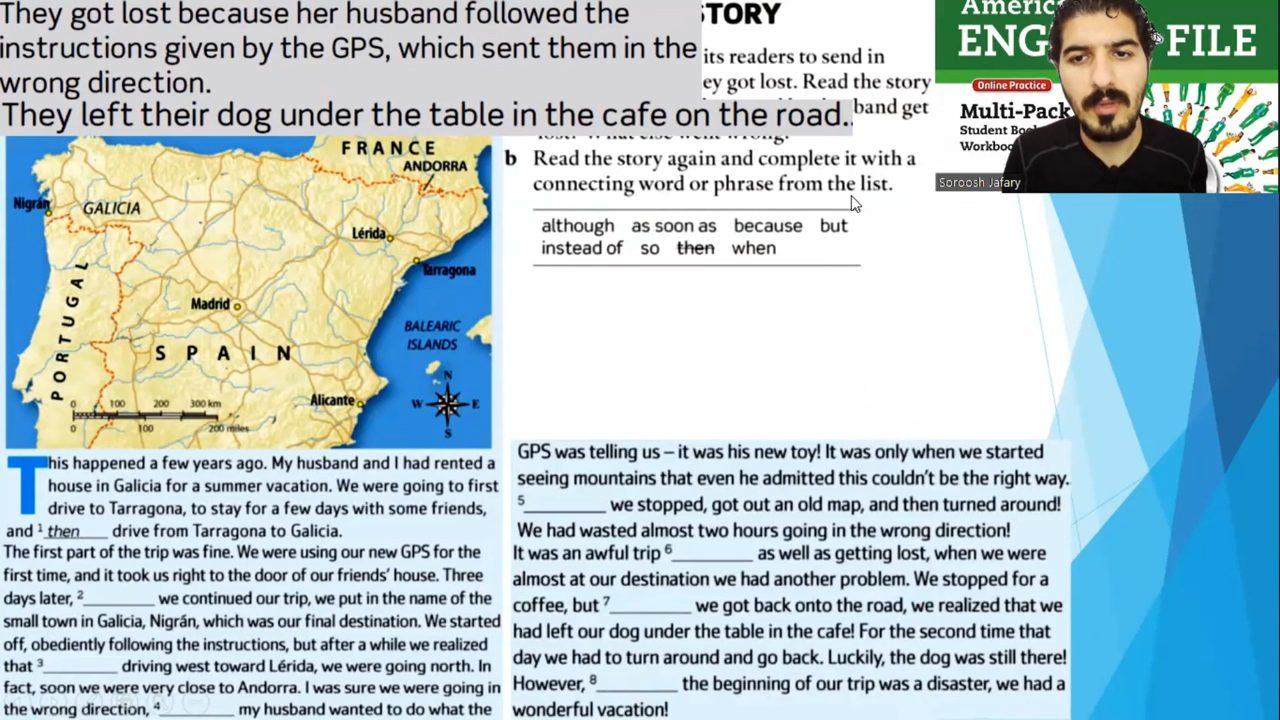 They got lost because her husband followed the
instructions given by the GPS, which sent them in the
wrong direction.
They left their dog under the table in the cafe on the road..
STORY
its readers to send in
ey got lost. Read the story
band get
b Read the story again and complete it with a
connecting word or phrase from the list.
although as soon as because but
instead of so then when
Americ
ENG FILE
Online Practice
Multi-Pack
Student Boo
Workboo
Soroosh Jafary
FRANCE
ANDORRA
Nigrán
GALICIA
Lérida
Tarragona
PORTUGAL
Madrid
BALEARIC
ISLANDS
SPAIN
N
W E
S
Alicante
0 100 200 300 km
0 100 200 miles
This happened a few years ago. My husband and I had rented a
house in Galicia for a summer vacation. We were going to first
drive to Tarragona, to stay for a few days with some friends,
and 1 then drive from Tarragona to Galicia.
The first part of the trip was fine. We were using our new GPS for the
first time, and it took us right to the door of our friends' house. Three
days later, 2________ we continued our trip, we put in the name of the
small town in Galicia, Nigrán, which was our final destination. We started
off, obediently following the instructions, but after a while we realized
that 3________ driving west toward Lérida, we were going north. In
fact, soon we were very close to Andorra. I was sure we were going in
the wrong direction, 4________ my husband wanted to do what the
GPS was telling us – it was his new toy! It was only when we started
seeing mountains that even he admitted this couldn't be the right way.
5________ we stopped, got out an old map, and then turned around!
We had wasted almost two hours going in the wrong direction!
It was an awful trip 6________ as well as getting lost, when we were
almost at our destination we had another problem. We stopped for a
coffee, but 7________ we got back onto the road, we realized that we
had left our dog under the table in the cafe! For the second time that
day we had to turn around and go back. Luckily, the dog was still there!
However, 8________ the beginning of our trip was a disaster, we had a
wonderful vacation!